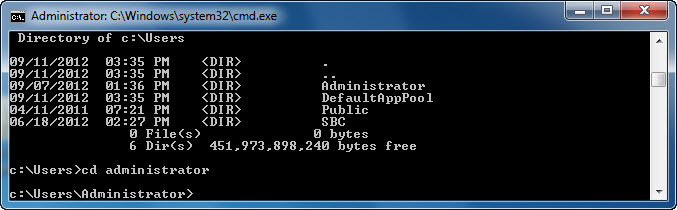 Administrator: C:\Windows\system32\cmd.exe
Directory of c:\Users
09/11/2012  03:35 PM    <DIR>          .
09/11/2012  03:35 PM    <DIR>          ..
09/07/2012  01:36 PM    <DIR>          Administrator
09/11/2012  03:35 PM    <DIR>          DefaultAppPool
04/11/2011  07:21 PM    <DIR>          Public
06/18/2012  02:27 PM    <DIR>          SBC
0 File(s)              0 bytes
6 Dir(s)  451,973,898,240 bytes free
c:\Users>cd administrator
c:\Users\Administrator>